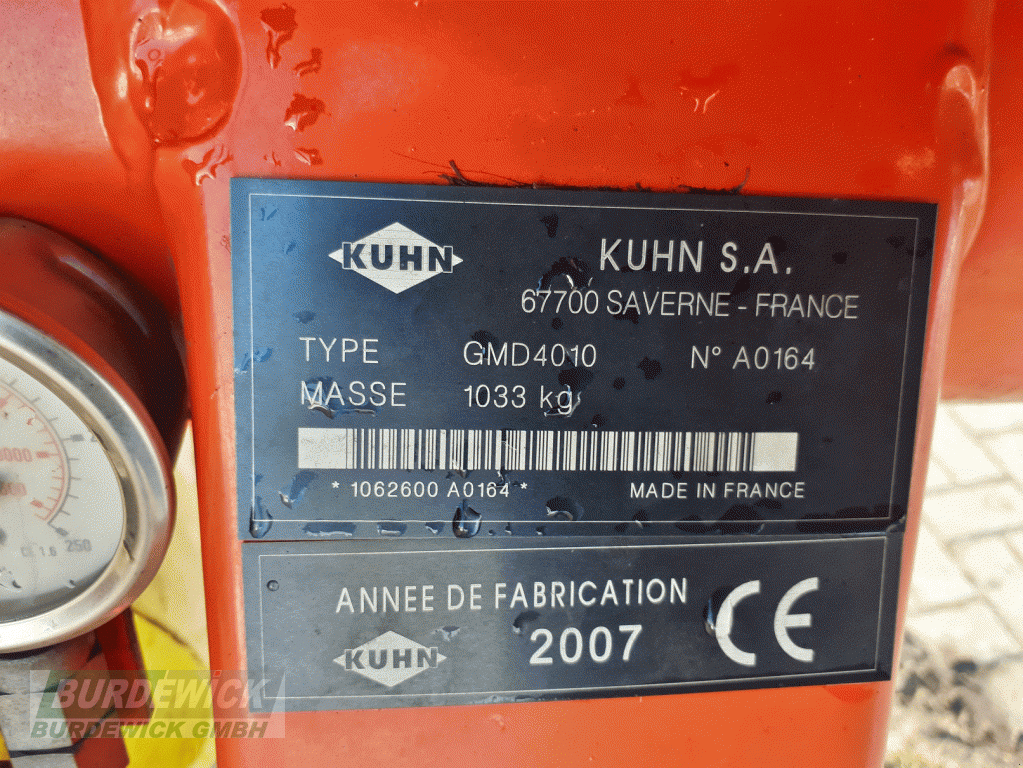 KUHN
KUHN S.A.
67700 SAVERNE - FRANCE
TYPE GMD4010 N° A0164
MASSE 1033 kg
* 1062600 A0164 *
MADE IN FRANCE
ANNEE DE FABRICATION
KUHN
2007
CE
250
BURDEWICK
BURDEWICK GMBH